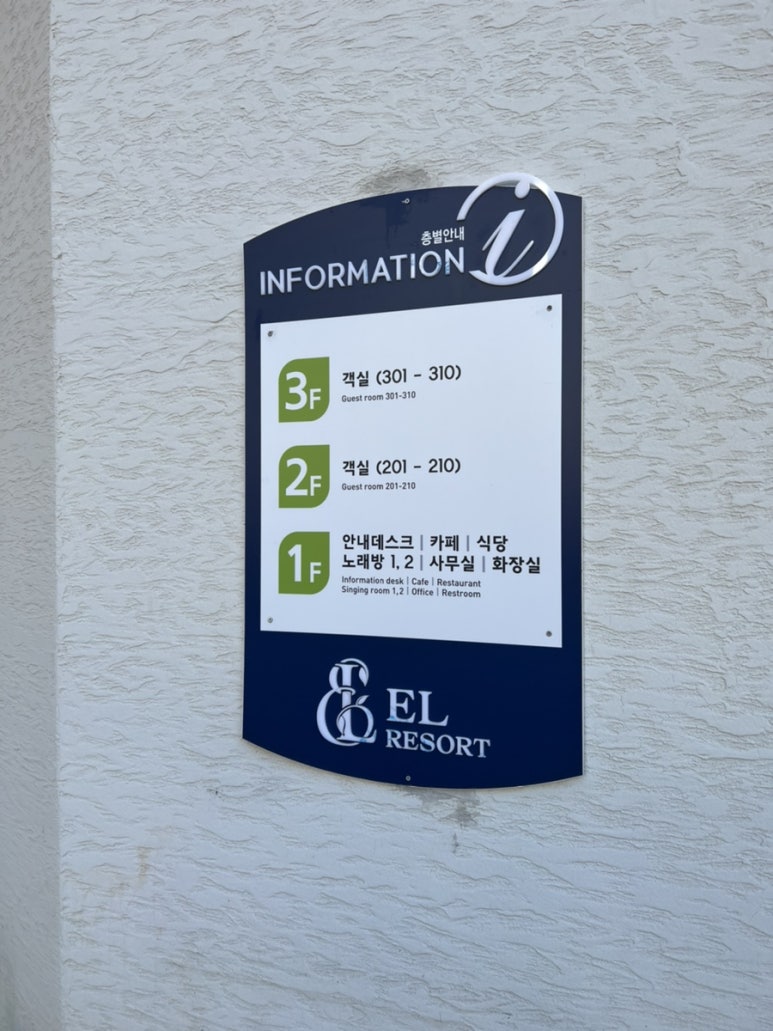 층별안내
INFORMATION
3F
객실 (301 - 310)
Guest room 301-310
2F
객실 (201 - 210)
Guest room 201-210
1F
안내데스크 | 카페 | 식당
노래방 1, 2 | 사무실 | 화장실
Information desk | Cafe | Restaurant
Singing room 1,2 | Office | Restroom
EL
RESORT